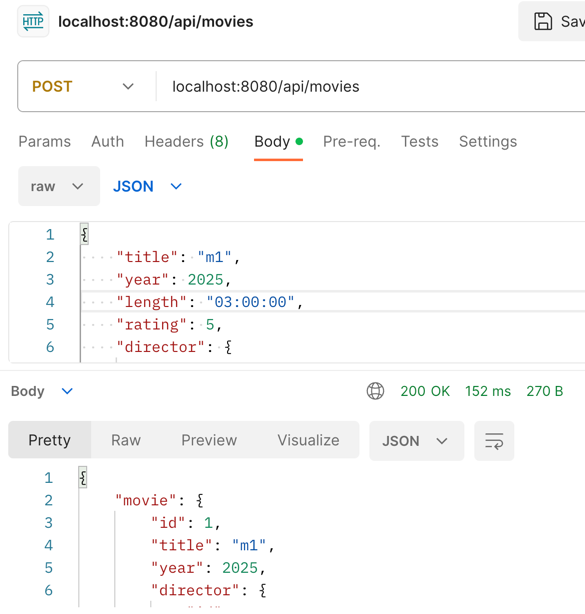 HTTP localhost:8080/api/movies Sav
POST localhost:8080/api/movies
Params Auth Headers (8) Body Pre-req. Tests Settings
raw JSON
1 {
2 ····"title":·"m1",
3 ····"year":·2025,
4 ····"length":·"03:00:00",
5 ····"rating":·5,
6 ····"director":·{
Body 200 OK 152 ms 270 B
Pretty Raw Preview Visualize JSON
1 {
2 "movie": {
3 "id": 1,
4 "title": "m1",
5 "year": 2025,
6 "director": {